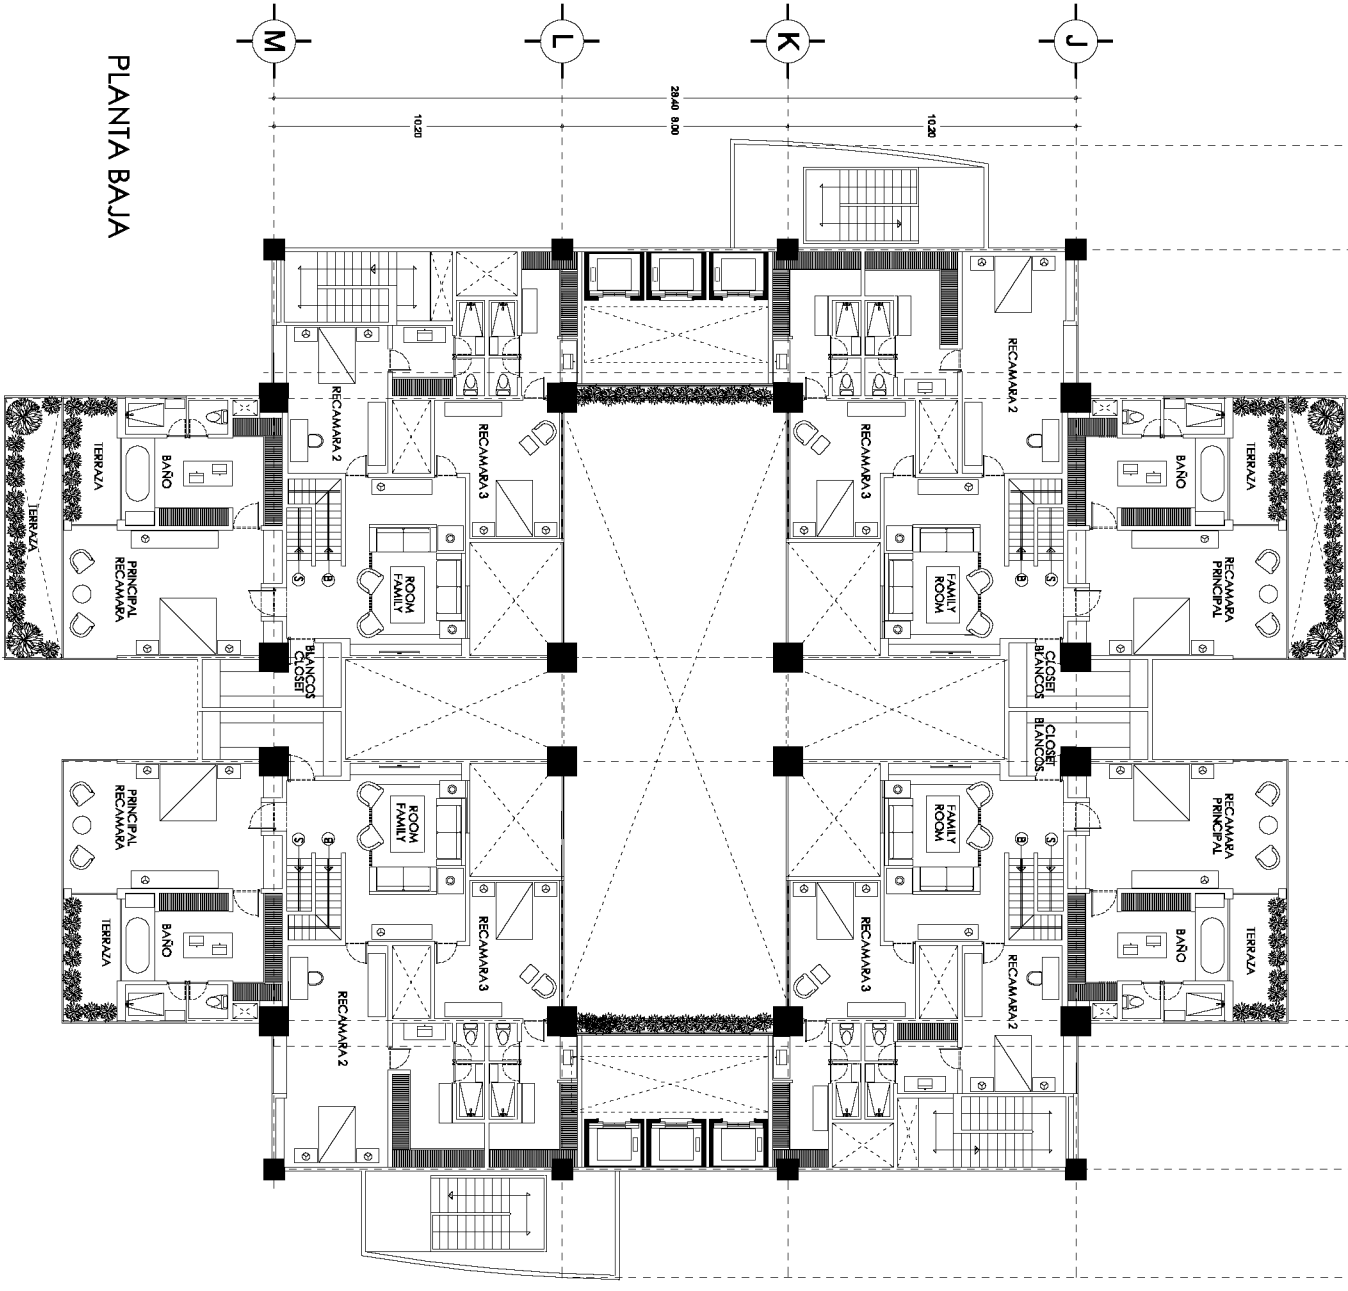 M
L
K
J
28.40
10.20
8.00
10.20
PLANTA BAJA
RECAMARA 2
RECAMARA 2
RECAMARA 3
RECAMARA 3
TERRAZA
BAÑO
BAÑO
TERRAZA
TERRAZA
PRINCIPAL
RECAMARA
S
B
ROOM
FAMILY
FAMILY
ROOM
B
S
RECAMARA
PRINCIPAL
BLANCOS
CLOSET
CLOSET
BLANCOS
CLOSET
BLANCOS
PRINCIPAL
RECAMARA
S
B
ROOM
FAMILY
FAMILY
ROOM
B
S
RECAMARA
PRINCIPAL
TERRAZA
BAÑO
RECAMARA 3
RECAMARA 3
BAÑO
TERRAZA
RECAMARA 2
RECAMARA 2